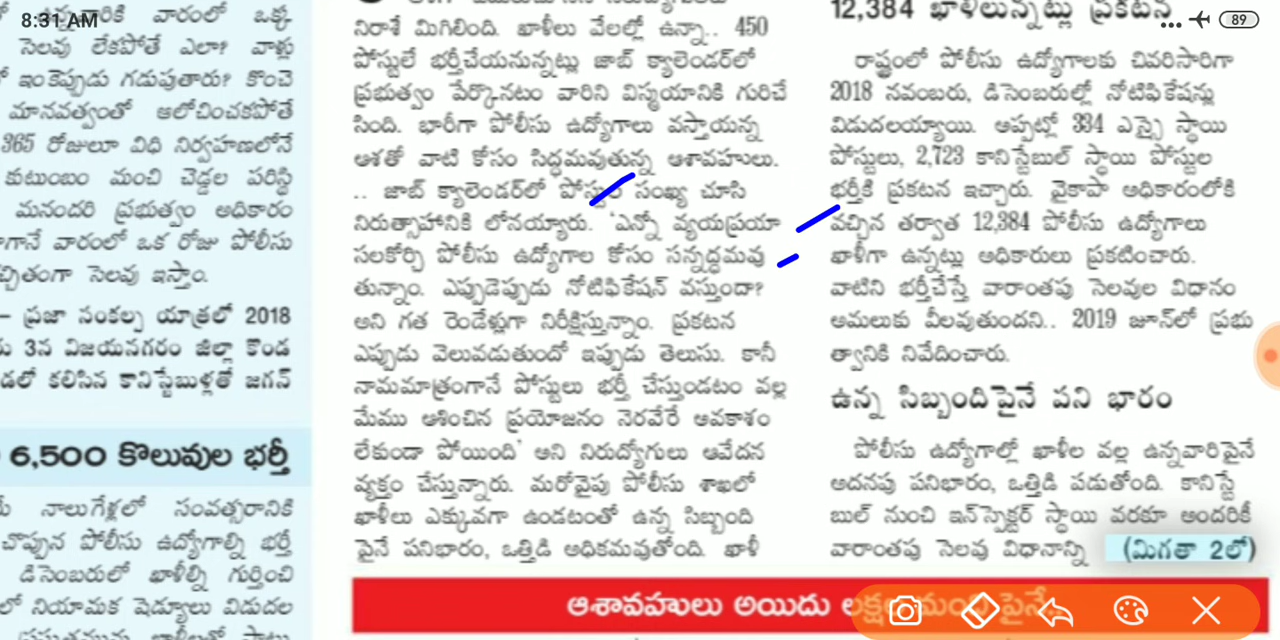 8:31 AM
89
ఉన్నవారికి వారంలో ఒక్క
సెలవు లేకపోతే ఎలా? వాళ్లు
ఇంకెప్పుడు గడుపుతారు? కొంచె
మానవత్వంతో ఆలోచించకపోతే
365 రోజులూ విధి నిర్వహణలోనే
కుటుంబం మంచి చెడ్డల పరిస్థి
మనందరి ప్రభుత్వం అధికారం
గానే వారంలో ఒక రోజు పోలీసు
చ్చితంగా సెలవు ఇస్తాం.
– ప్రజా సంకల్ప యాత్రలో 2018
3న విజయనగరం జిల్లా కొండ
డలో కలిసిన కానిస్టేబుళ్లతో జగన్
6,500 కొలువుల భర్తీ
నాలుగేళ్లలో సంవత్సరానికి
చొప్పున పోలీసు ఉద్యోగాల్ని భర్తీ
డిసెంబరులో ఖాళీల్ని గుర్తించి
లో నియామక షెడ్యూలు విడుదల
నిరాశే మిగిలింది. ఖాళీలు వేలల్లో ఉన్నా.. 450
పోస్టులే భర్తీచేయనున్నట్లు జాబ్ క్యాలెండర్‌లో
ప్రభుత్వం పేర్కొనటం వారిని విస్మయానికి గురిచే
సింది. భారీగా పోలీసు ఉద్యోగాలు వస్తాయన్న
ఆశతో వాటి కోసం సిద్ధమవుతున్న ఆశావహులు.
.. జాబ్ క్యాలెండర్‌లో పోస్టుల సంఖ్య చూసి
నిరుత్సాహానికి లోనయ్యారు. ‘ఎన్నో వ్యయప్రయా
సలకోర్చి పోలీసు ఉద్యోగాల కోసం సన్నద్ధమవు
తున్నాం. ఎప్పుడెప్పుడు నోటిఫికేషన్ వస్తుందా?
అని గత రెండేళ్లుగా నిరీక్షిస్తున్నాం. ప్రకటన
ఎప్పుడు వెలువడుతుందో ఇప్పుడు తెలుసు. కానీ
నామమాత్రంగానే పోస్టులు భర్తీ చేస్తుండటం వల్ల
మేము ఆశించిన ప్రయోజనం నెరవేరే అవకాశం
లేకుండా పోయింది’ అని నిరుద్యోగులు ఆవేదన
వ్యక్తం చేస్తున్నారు. మరోవైపు పోలీసు శాఖలో
ఖాళీలు ఎక్కువగా ఉండటంతో ఉన్న సిబ్బంది
పైనే పనిభారం, ఒత్తిడి అధికమవుతోంది. ఖాళీ
12,384 ఖాళీలున్నట్లు ప్రకటన
రాష్ట్రంలో పోలీసు ఉద్యోగాలకు చివరిసారిగా
2018 నవంబరు, డిసెంబరుల్లో నోటిఫికేషన్లు
విడుదలయ్యాయి. అప్పట్లో 334 ఎస్సై స్థాయి
పోస్టులు, 2,723 కానిస్టేబుల్ స్థాయి పోస్టుల
భర్తీకి ప్రకటన ఇచ్చారు. వైకాపా అధికారంలోకి
వచ్చిన తర్వాత 12,384 పోలీసు ఉద్యోగాలు
ఖాళీగా ఉన్నట్లు అధికారులు ప్రకటించారు.
వాటిని భర్తీచేస్తే వారాంతపు సెలవుల విధానం
అమలుకు వీలవుతుందని.. 2019 జూన్‌లో ప్రభు
త్వానికి నివేదించారు.
ఉన్న సిబ్బందిపైనే పని భారం
పోలీసు ఉద్యోగాల్లో ఖాళీల వల్ల ఉన్నవారిపైనే
అదనపు పనిభారం, ఒత్తిడి పడుతోంది. కానిస్టే
బుల్ నుంచి ఇన్‌స్పెక్టర్ స్థాయి వరకూ అందరికీ
వారాంతపు సెలవు విధానాన్ని (మిగతా 2లో)
ఆశావహులు అయిదు లక్షల మంది పైనే